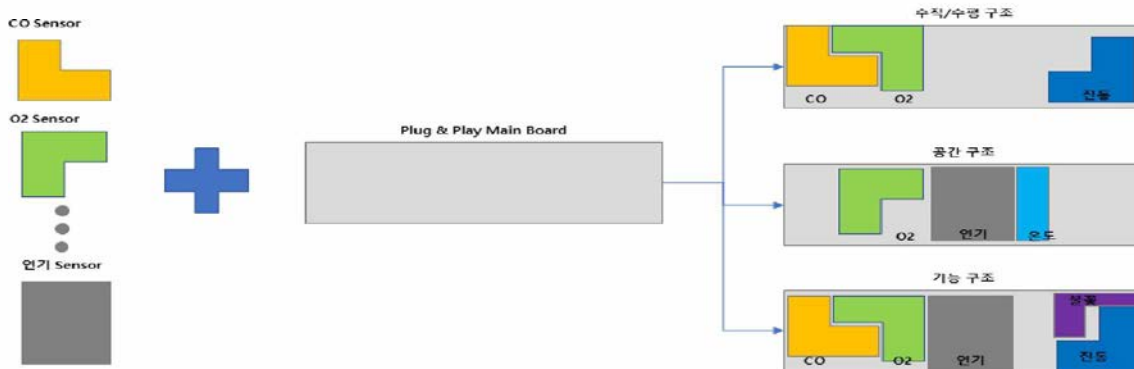 CO Sensor
O2 Sensor
연기 Sensor
Plug & Play Main Board
수직/수평 구조
CO
O2
진동
공간 구조
O2
연기
온도
기능 구조
CO
O2
연기
불꽃
진동